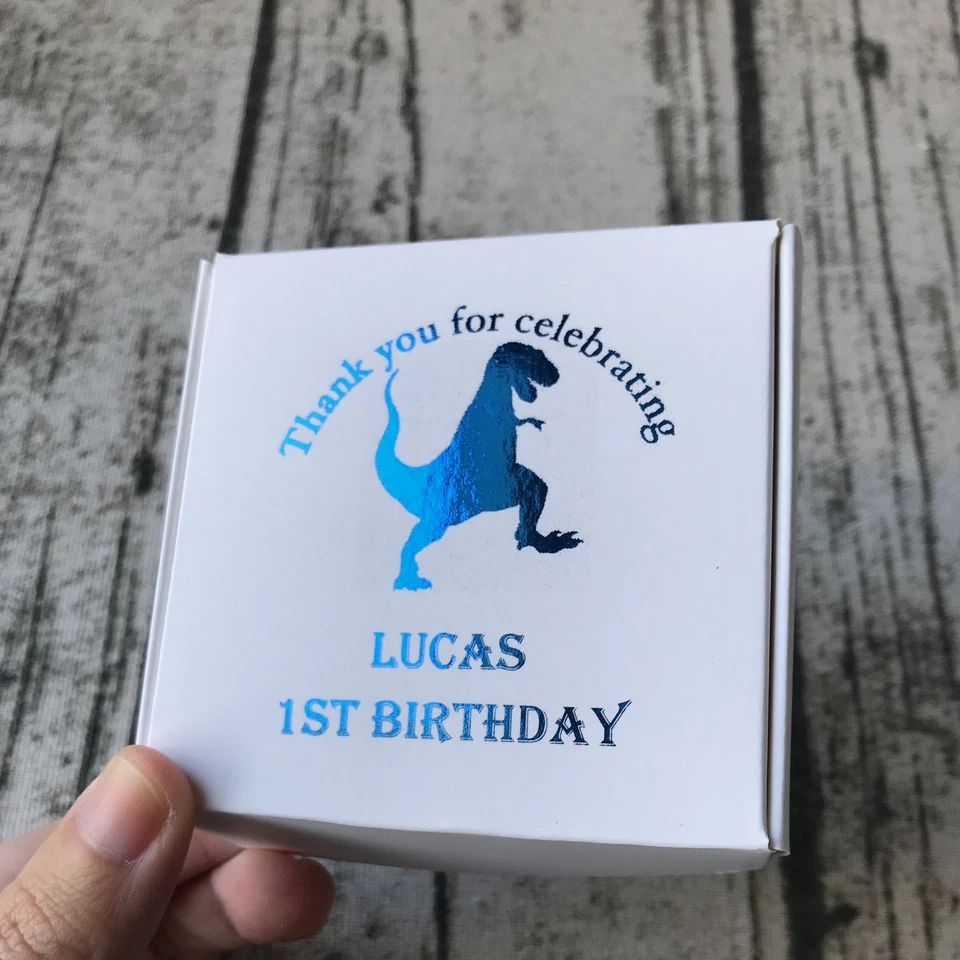 Thank you for celebrating
LUCAS
1ST BIRTHDAY